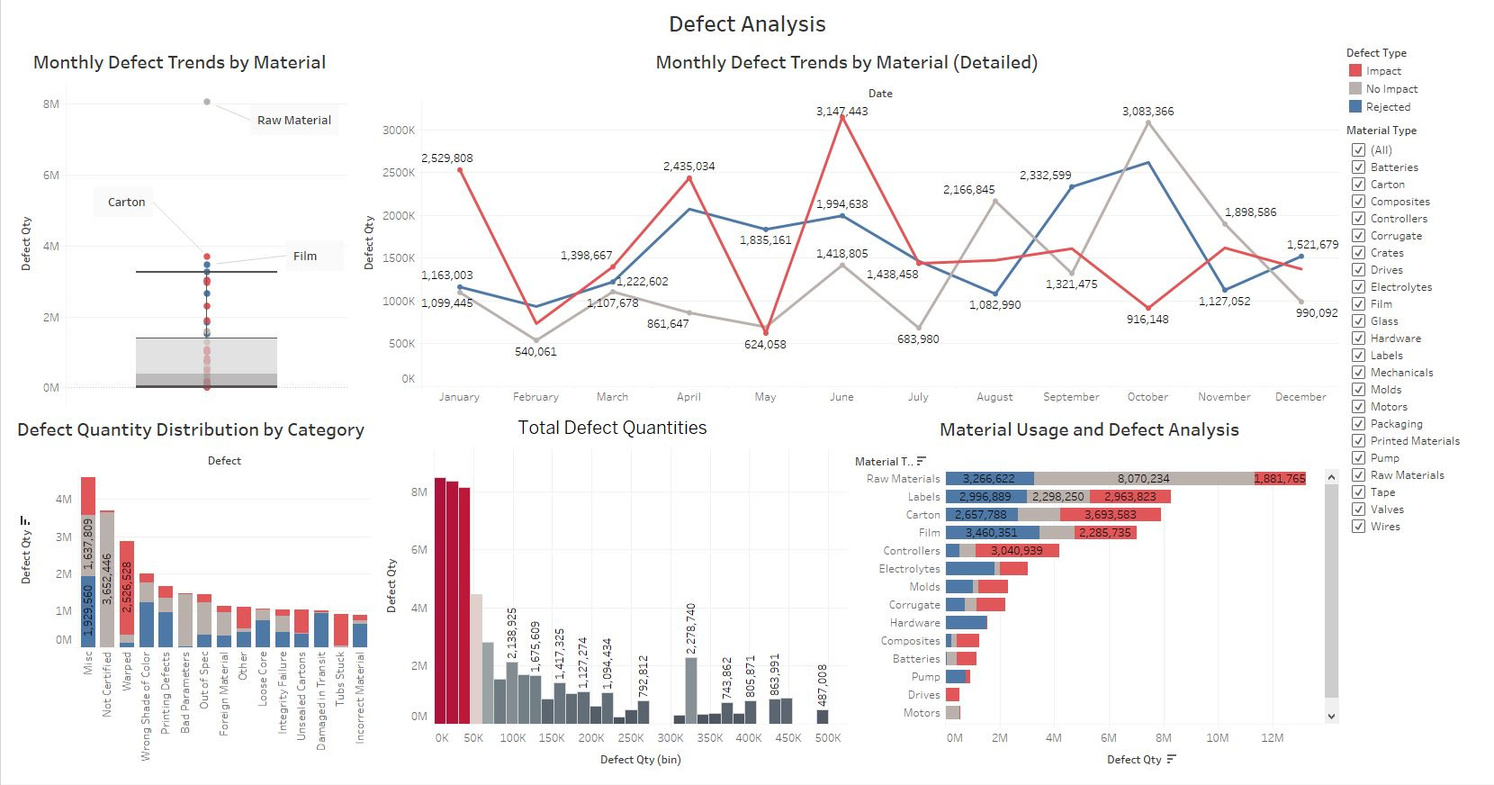 Defect Analysis
Monthly Defect Trends by Material
8M
6M
4M
2M
0M
Defect Qty
Raw Material
Carton
Film
Monthly Defect Trends by Material (Detailed)
Date
Defect Qty
3000K
2500K
2000K
1500K
1000K
500K
0K
2,529,808
1,163,003
1,099,445
540,061
1,398,667
1,222,602
1,107,678
2,435,034
861,647
1,835,161
624,058
3,147,443
1,994,638
1,418,805
1,438,458
683,980
2,166,845
1,082,990
2,332,599
1,321,475
3,083,366
916,148
1,898,586
1,127,052
1,521,679
990,092
January February March April May June July August September October November December
Defect Type
Impact
No Impact
Rejected
Material Type
(All)
Batteries
Carton
Composites
Controllers
Corrugate
Crates
Drives
Electrolytes
Film
Glass
Hardware
Labels
Mechanicals
Molds
Motors
Packaging
Printed Materials
Pump
Raw Materials
Tape
Valves
Wires
Defect Quantity Distribution by Category
Defect
Defect Qty
4M
3M
2M
1M
0M
1,637,809
1,929,560
3,652,446
2,526,528
Misc
Not Certified
Warped
Wrong Shade of Color
Printing Defects
Bad Parameters
Out of Spec
Foreign Material
Other
Loose Core
Integrity Failure
Unsealed Cartons
Damaged in Transit
Tubs Stuck
Incorrect Material
Total Defect Quantities
Defect Qty
8M
6M
4M
2M
0M
2,138,925
1,675,609
1,417,325
1,127,274
1,094,434
792,812
2,278,740
743,862
805,871
863,991
487,008
0K 50K 100K 150K 200K 250K 300K 350K 400K 450K 500K
Defect Qty (bin)
Material Usage and Defect Analysis
Material T..
Raw Materials 3,266,622 8,070,234 1,881,765
Labels 2,996,889 2,298,250 2,963,823
Carton 2,657,788 3,693,583
Film 3,460,351 2,285,735
Controllers 3,040,939
Electrolytes
Molds
Corrugate
Hardware
Composites
Batteries
Pump
Drives
Motors
0M 2M 4M 6M 8M 10M 12M
Defect Qty